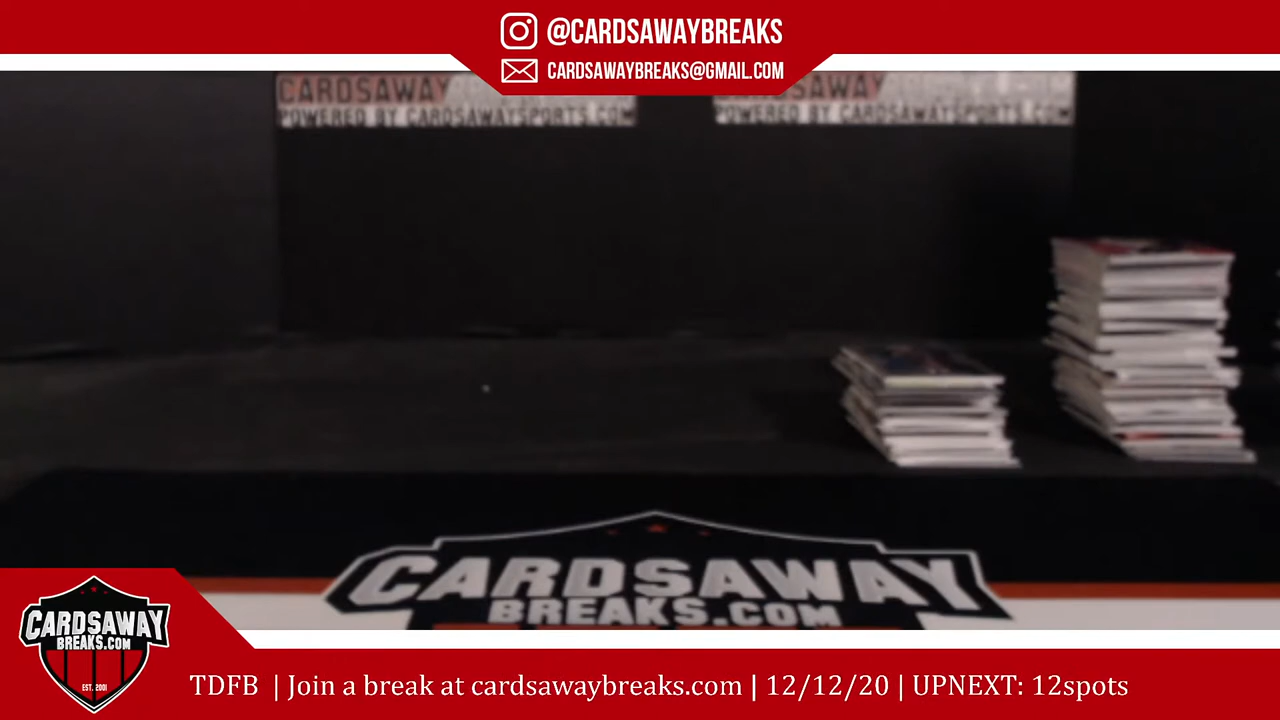 @CARDSAWAYBREAKS
CARDSAWAYBREAKS@GMAIL.COM
CARDSAWAY
POWERED BY CARDSAWAYSPORTS.COM
CARDSAWAY
POWERED BY CARDSAWAYSPORTS.COM
CARDSAWAY
BREAKS.COM
CARDSAWAY
BREAKS.COM
EST. 2001
TDFB | Join a break at cardsawaybreaks.com | 12/12/20 | UPNEXT: 12spots